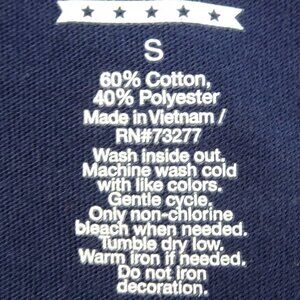 S
60% Cotton,
40% Polyester
Made in Vietnam /
RN#73277
Wash inside out.
Machine wash cold
with like colors.
Gentle cycle.
Only non-chlorine
bleach when needed.
Tumble dry low.
Warm iron if needed.
Do not iron
decoration.